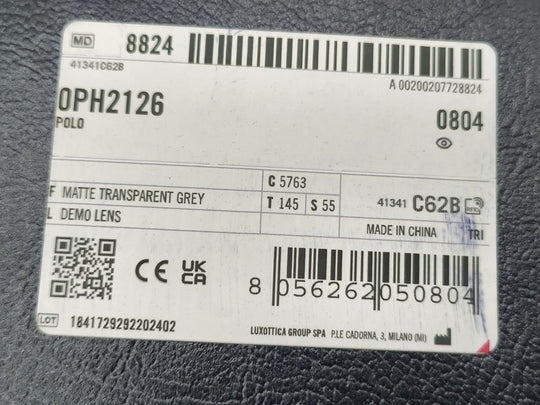 MD 8824
41341C62B
A 00200207728824
0PH2126
POLO
0804
C 5763
F MATTE TRANSPARENT GREY
T 145 S 55
41341 C62B
L DEMO LENS
MADE IN CHINA
TRI
CE UK CA
8 056262 050804
LOT 1841729292202402
LUXOTTICA GROUP SPA P.LE CADORNA, 3, MILANO (MI)